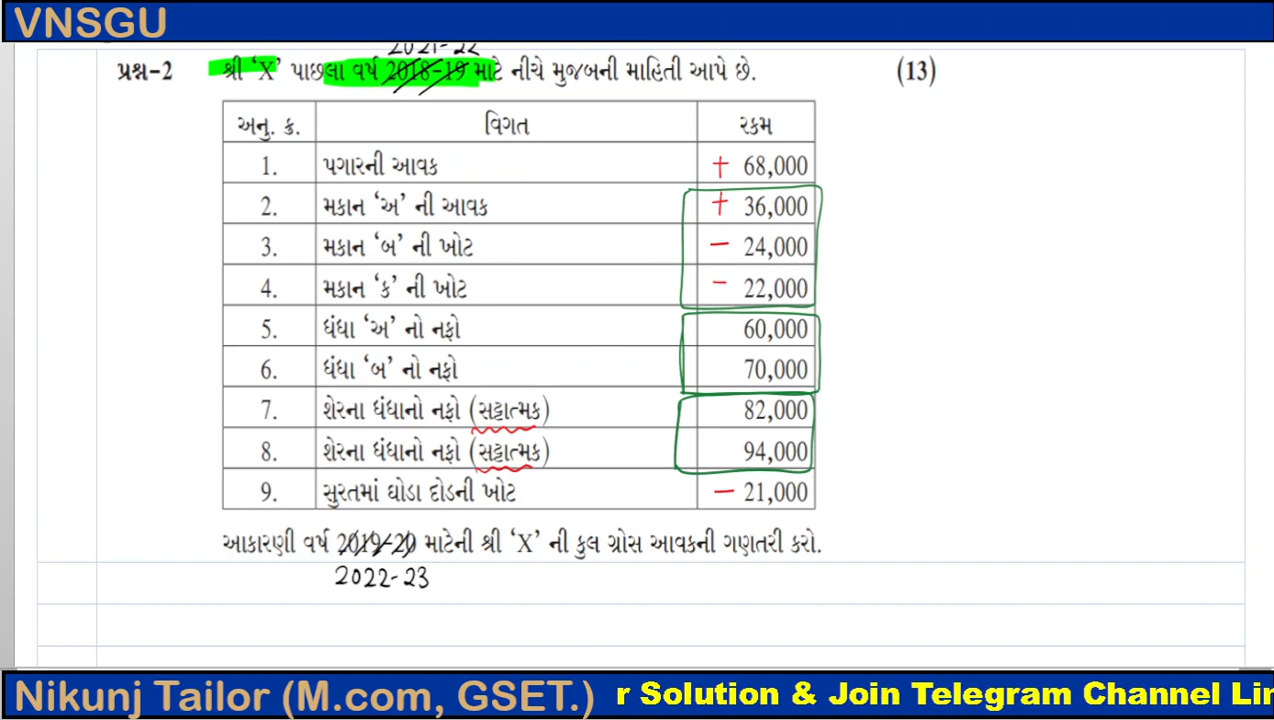 VNSGU
2021-22
પ્રશ્ન-2 શ્રી ‘X’ પાછલા વર્ષ 2018-19 માટે નીચે મુજબની માહિતી આપે છે. (13)
અનુ. ક્ર. વિગત રકમ
1. પગારની આવક + 68,000
2. મકાન ‘અ’ ની આવક + 36,000
3. મકાન ‘બ’ ની ખોટ - 24,000
4. મકાન ‘ક’ ની ખોટ - 22,000
5. ધંધા ‘અ’ નો નફો 60,000
6. ધંધા ‘બ’ નો નફો 70,000
7. શેરના ધંધાનો નફો (સટ્ટાત્મક) 82,000
8. શેરના ધંધાનો નફો (સટ્ટાત્મક) 94,000
9. સુરતમાં ઘોડા દોડની ખોટ - 21,000
આકારણી વર્ષ 2019-20 માટેની શ્રી ‘X’ ની કુલ ગ્રોસ આવકની ગણતરી કરો.
2022-23
Nikunj Tailor (M.com, GSET.) r Solution & Join Telegram Channel Lin